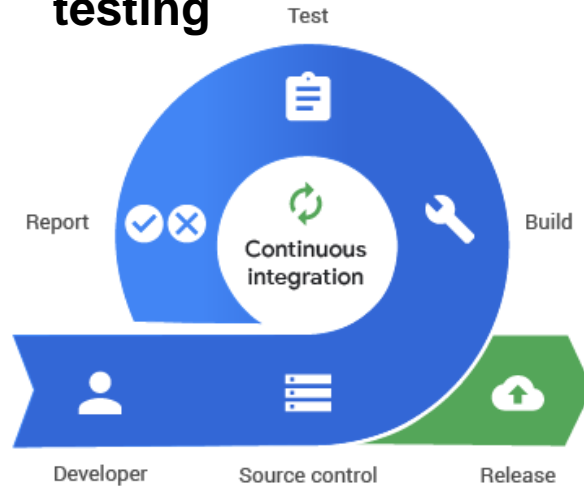 testing
Test
Report
Build
Continuous
integration
Developer
Source control
Release